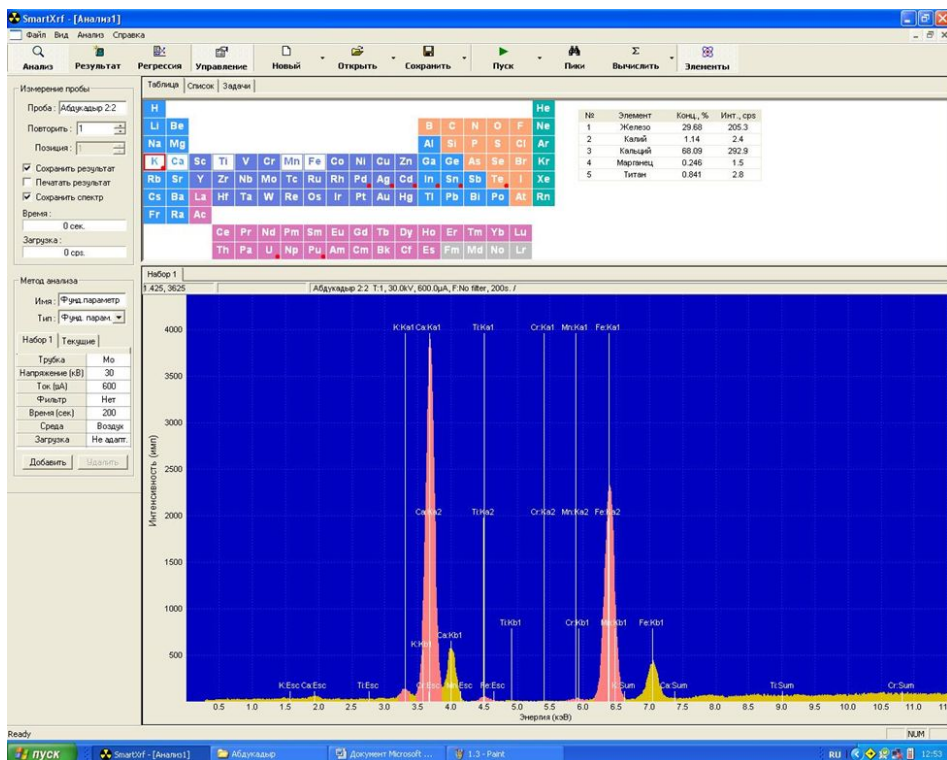 SmartXrf - [Анализ1]
Файл Вид Анализ Справка
Анализ Результат Регрессия Управление Новый Открыть Сохранить Пуск Пики Вычислить Элементы
Измерение пробы
Проба: Абдукадыр 2:2
Повторить: 1
Позиция: 1
Сохранить результат
Печатать результат
Сохранить спектр
Время:
0 сек.
Загрузка:
0 cps.
Метод анализа
Имя: Фунд.параметр
Тип: Фунд. парам.
Набор 1 Текущие
Трубка Mo
Напряжение (кВ) 30
Ток (μА) 600
Фильтр Нет
Время (сек) 200
Среда Воздух
Загрузка Не адапт.
Добавить Удалить
Таблица Список Задачи
H He
Li Be B C N O F Ne
Na Mg Al Si P S Cl Ar
K Ca Sc Ti V Cr Mn Fe Co Ni Cu Zn Ga Ge As Se Br Kr
Rb Sr Y Zr Nb Mo Tc Ru Rh Pd Ag Cd In Sn Sb Te I Xe
Cs Ba La Hf Ta W Re Os Ir Pt Au Hg Tl Pb Bi Po At Rn
Fr Ra Ac
Ce Pr Nd Pm Sm Eu Gd Tb Dy Ho Er Tm Yb Lu
Th Pa U Np Pu Am Cm Bk Cf Es Fm Md No Lr
№ Элемент Конц., % Инт., cps
1 Железо 29.68 205.3
2 Калий 1.14 2.4
3 Кальций 68.09 292.9
4 Марганец 0.246 1.5
5 Титан 0.841 2.8
Набор 1
1.425, 3625 Абдукадыр 2:2 T:1, 30.0kV, 600.0μA, F:No filter, 200s. /
Интенсивность (имп)
4000
3500
3000
2500
2000
1500
1000
500
K:Ka1 Ca:Ka1 Ti:Ka1 Cr:Ka1 Mn:Ka1 Fe:Ka1
Ca:Ka2 Ti:Ka2 Cr:Ka2 Mn:Ka2 Fe:Ka2
Ti:Kb1 Cr:Kb1 Mn:Kb1 Fe:Kb1
K:Kb1 Ca:Kb1
K:Esc Ca:Esc Ti:Esc Cr:Esc Mn:Esc Fe:Esc K:Sum Ca:Sum Ti:Sum Cr:Sum
0.5 1.0 1.5 2.0 2.5 3.0 3.5 4.0 4.5 5.0 5.5 6.0 6.5 7.0 7.5 8.0 8.5 9.0 9.5 10.0 10.5 11.0
Энергия (кэВ)
Ready NUM
пуск SmartXrf - [Анализ1] Абдукадыр Документ Microsoft ... 1.3 - Paint RU 12:53